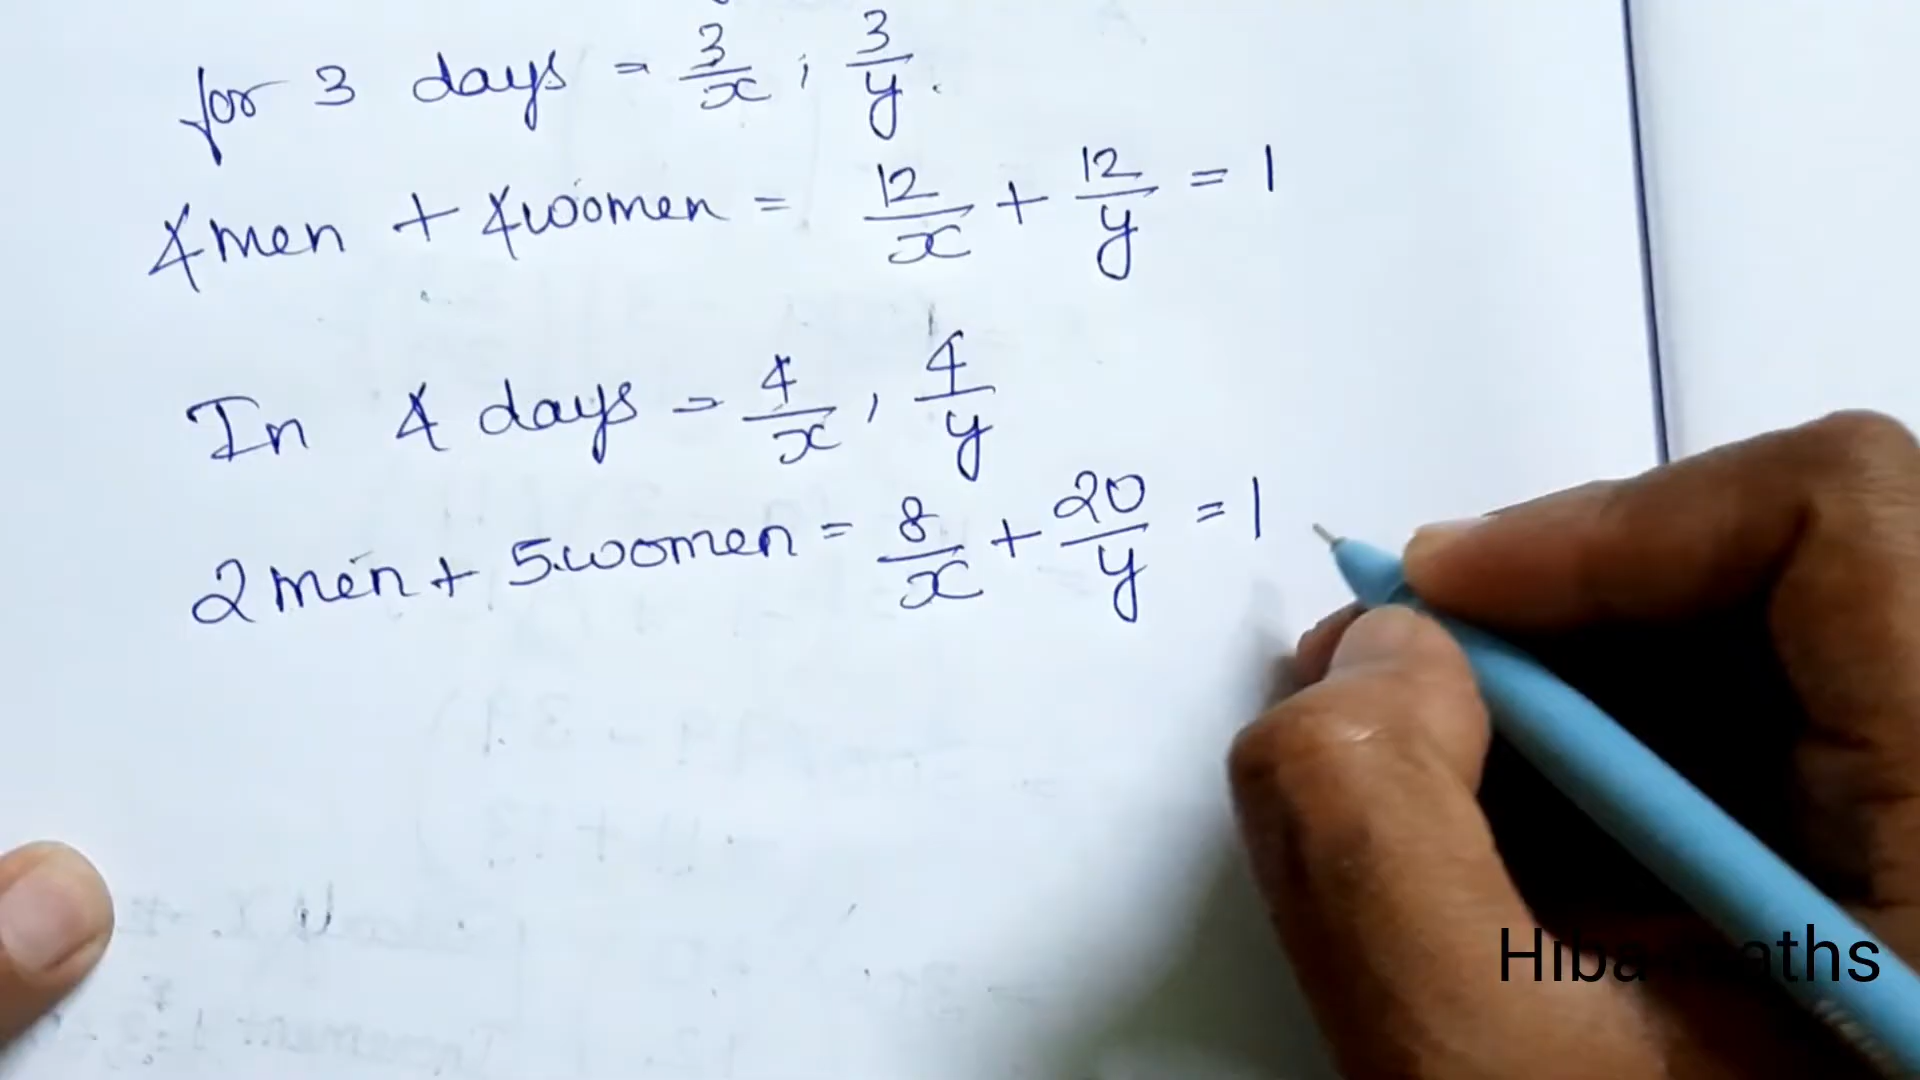 for 3 days = 3/x, 3/y.
4men + 4women = 12/x + 12/y = 1
In 4 days = 4/x, 4/y
2men + 5women = 8/x + 20/y = 1
Hiba maths